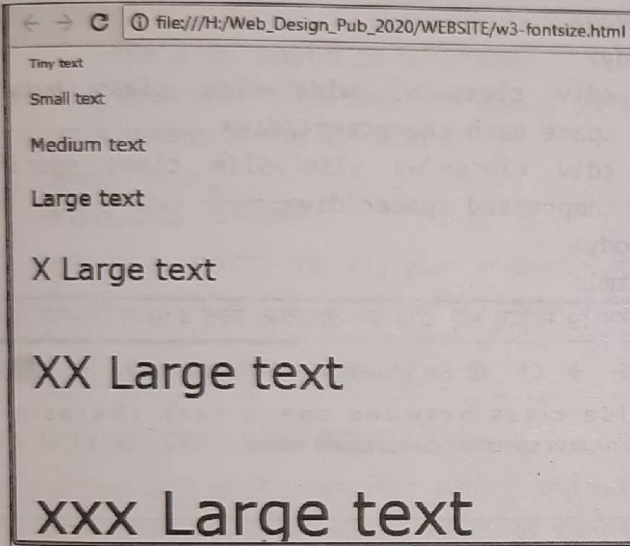 file:///H:/Web_Design_Pub_2020/WEBSITE/w3-fontsize.html
Tiny text
Small text
Medium text
Large text
X Large text
XX Large text
xxx Large text